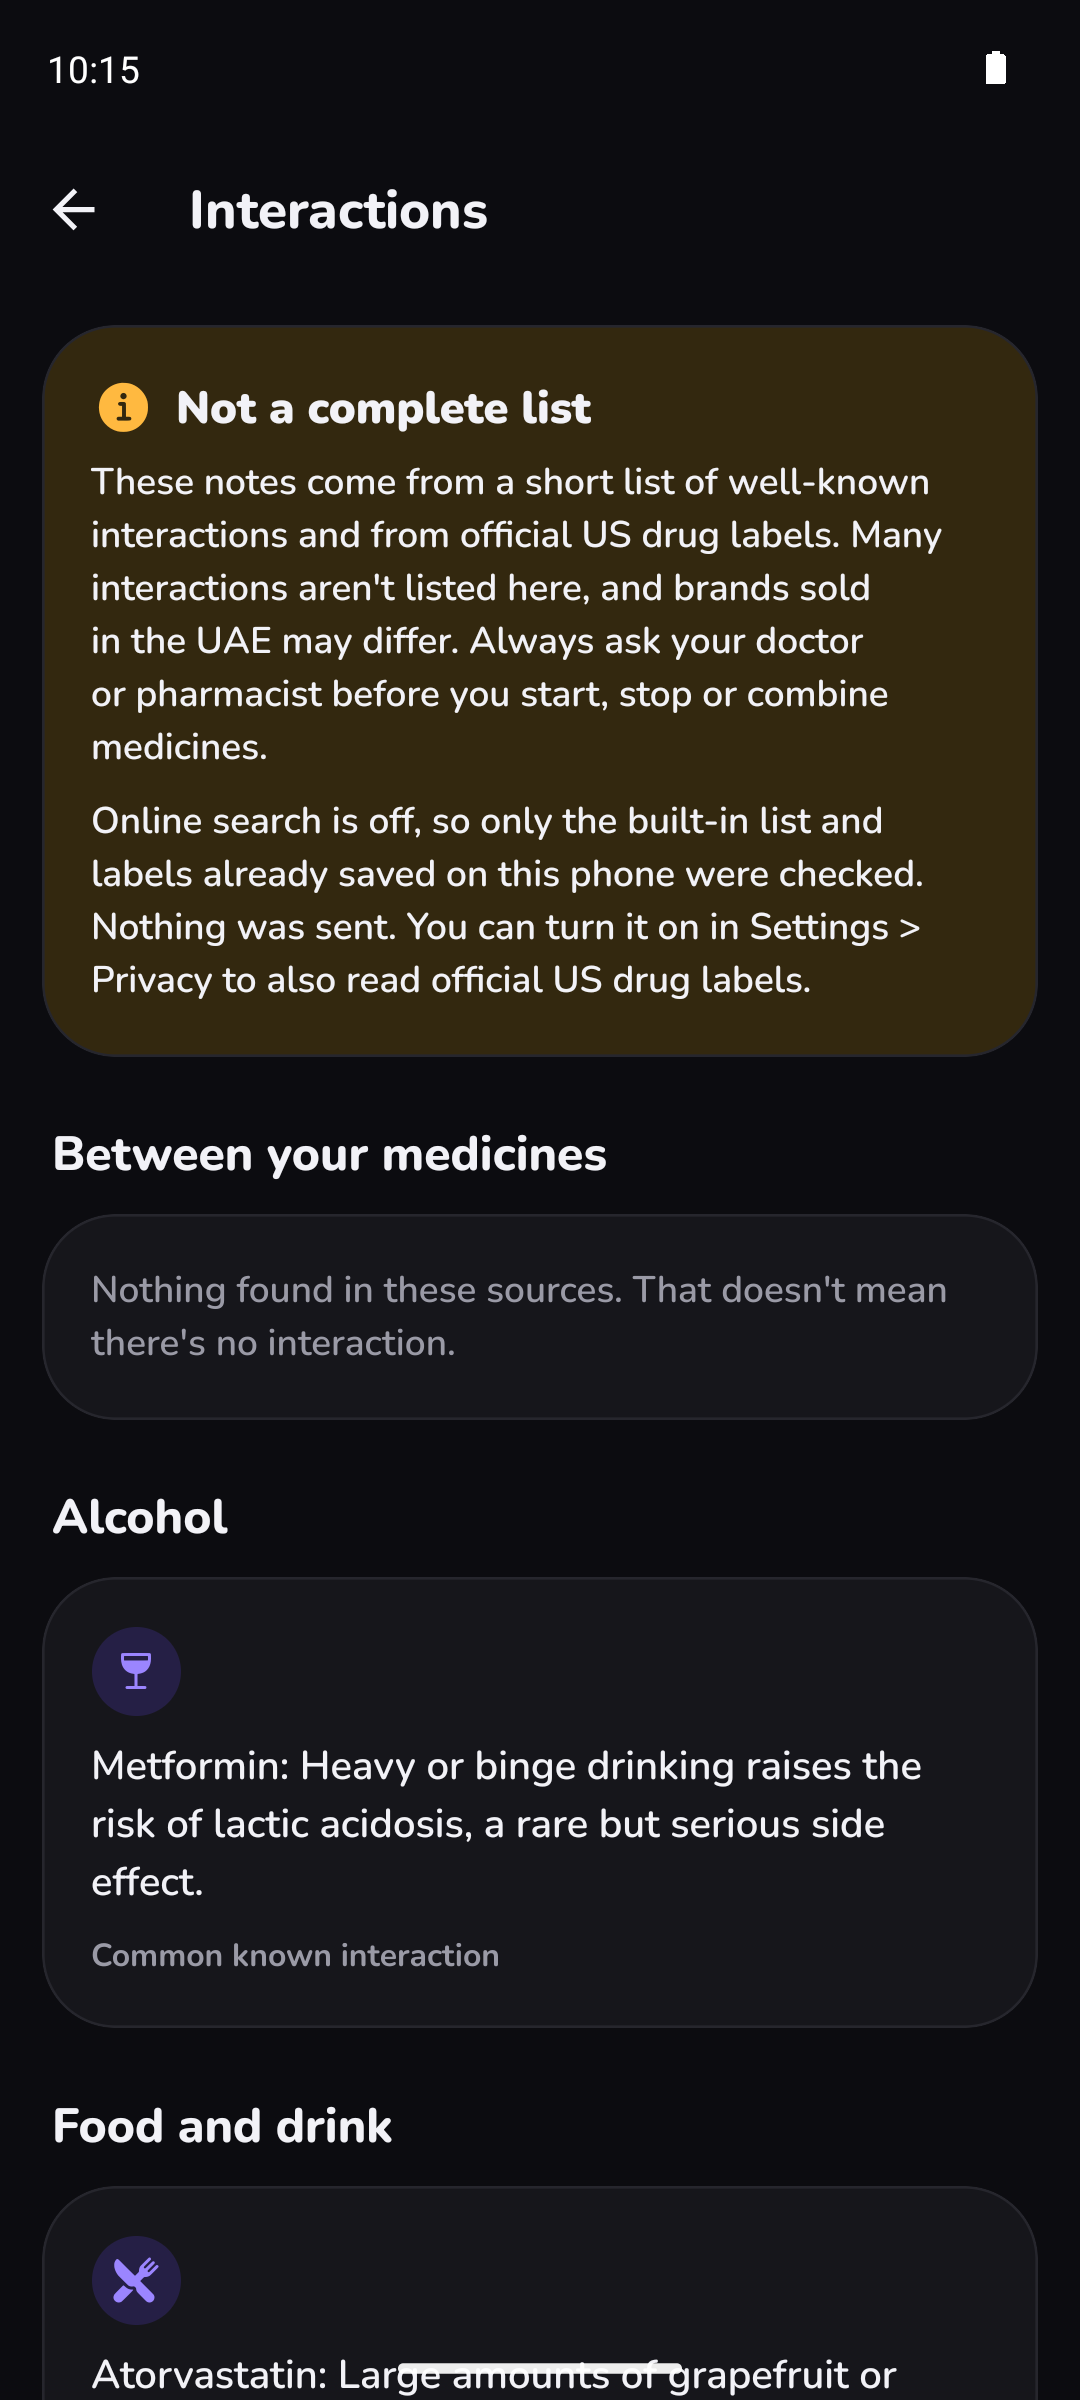 10:15
Interactions
Not a complete list
These notes come from a short list of well-known
interactions and from official US drug labels. Many
interactions aren't listed here, and brands sold
in the UAE may differ. Always ask your doctor
or pharmacist before you start, stop or combine
medicines.
Online search is off, so only the built-in list and
labels already saved on this phone were checked.
Nothing was sent. You can turn it on in Settings >
Privacy to also read official US drug labels.
Between your medicines
Nothing found in these sources. That doesn't mean
there's no interaction.
Alcohol
Metformin: Heavy or binge drinking raises the
risk of lactic acidosis, a rare but serious side
effect.
Common known interaction
Food and drink
Atorvastatin: Large amounts of grapefruit or